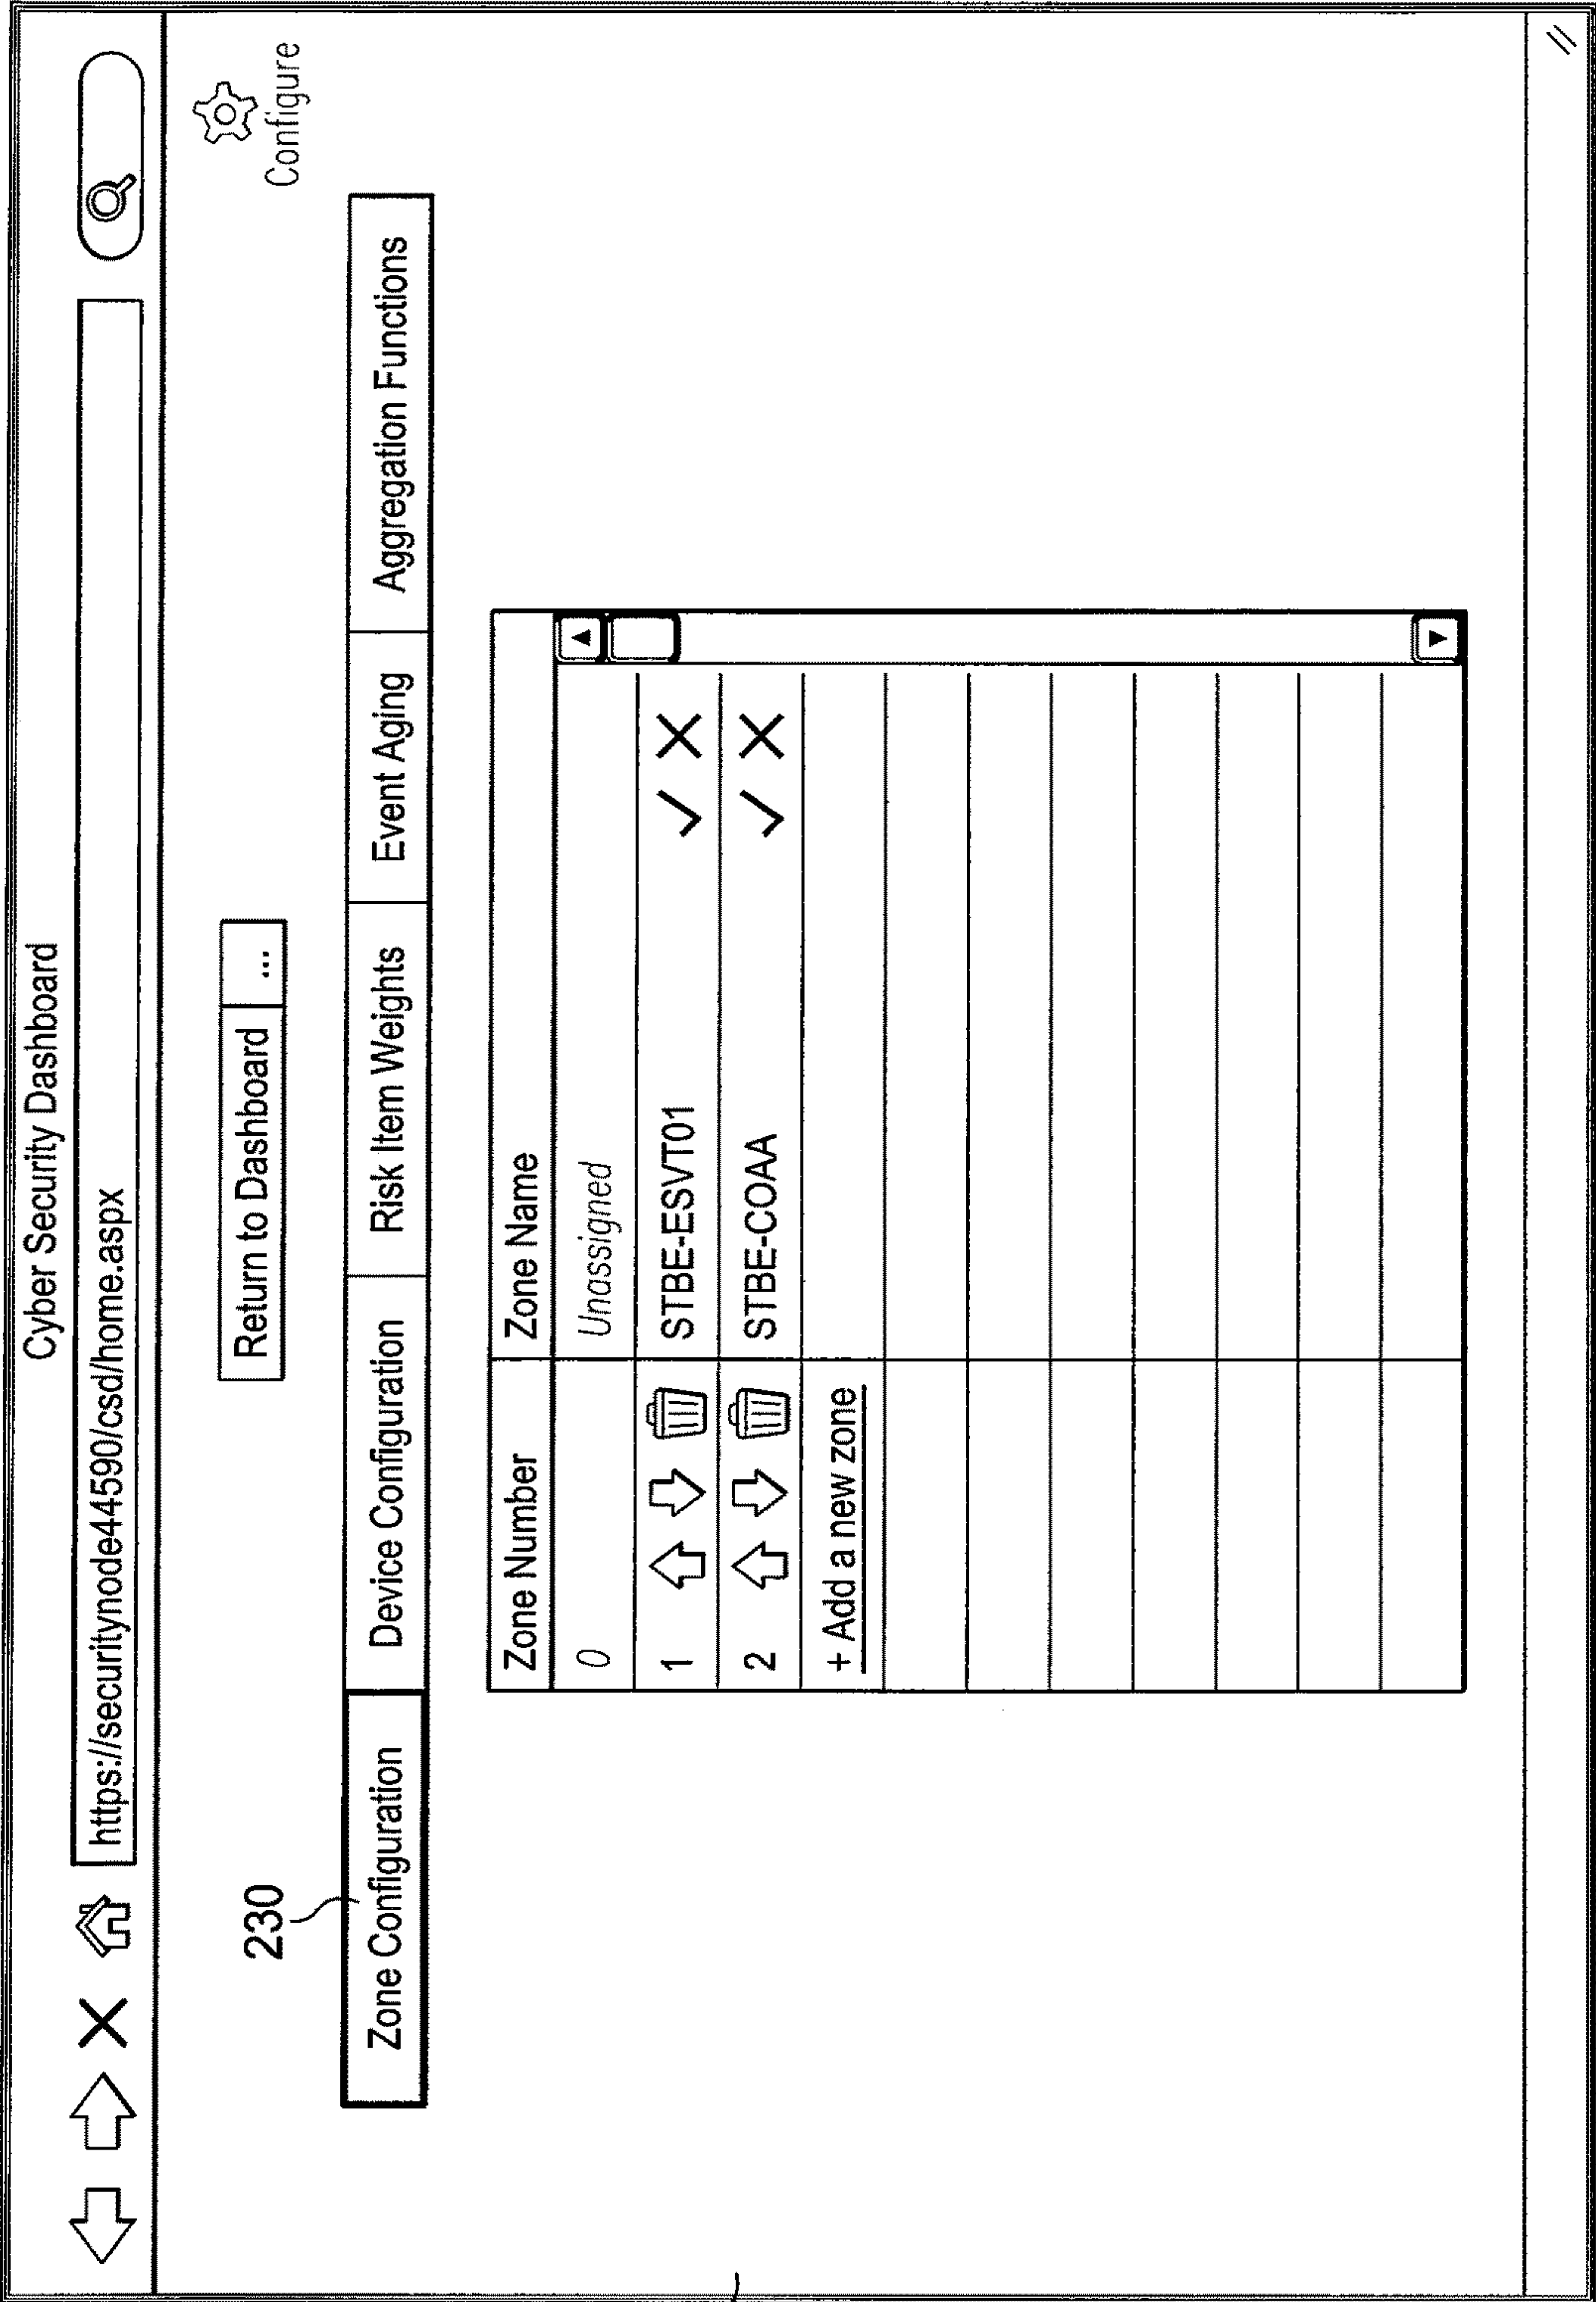 Cyber Security Dashboard
https://securitynode44590/csd/home.aspx
Configure
Return to Dashboard ...
230
Zone Configuration Device Configuration Risk Item Weights Event Aging Aggregation Functions
Zone Number Zone Name
0 Unassigned
1 STBE-ESVT01
2 STBE-COAA
+ Add a new zone